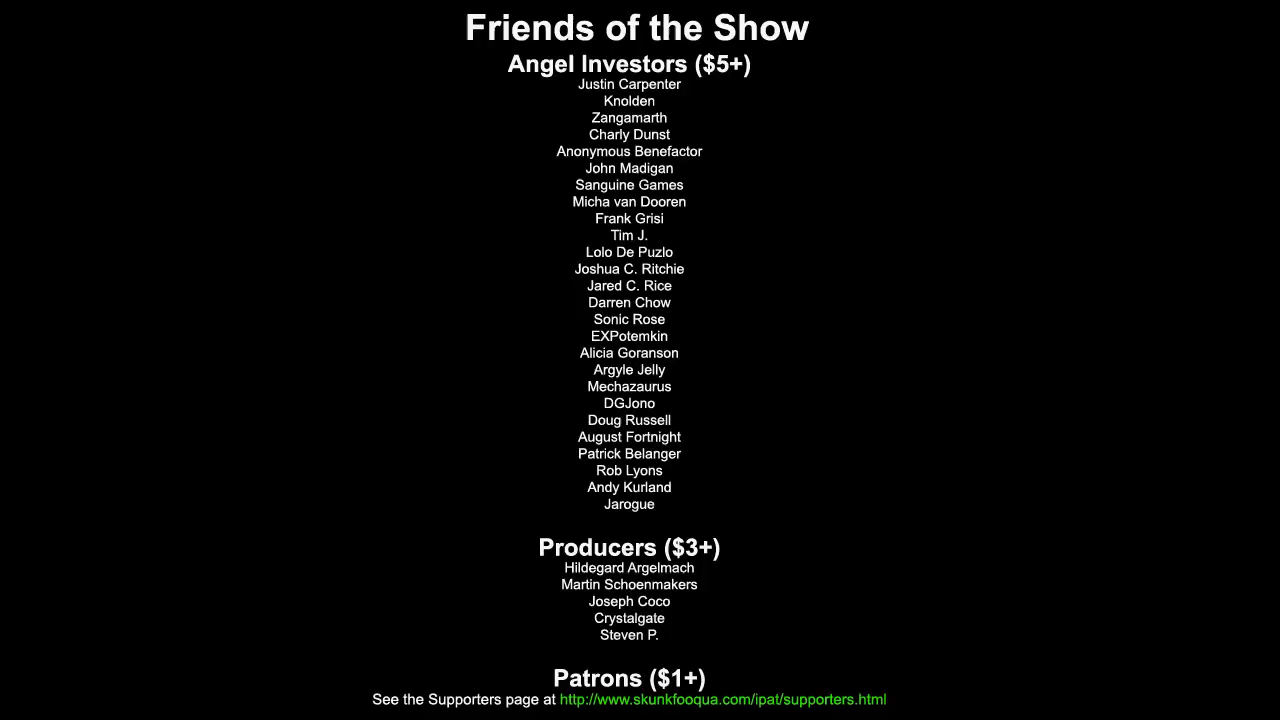 Friends of the Show
Angel Investors ($5+)
Justin Carpenter
Knolden
Zangamarth
Charly Dunst
Anonymous Benefactor
John Madigan
Sanguine Games
Micha van Dooren
Frank Grisi
Tim J.
Lolo De Puzlo
Joshua C. Ritchie
Jared C. Rice
Darren Chow
Sonic Rose
EXPotemkin
Alicia Goranson
Argyle Jelly
Mechazaurus
DGJono
Doug Russell
August Fortnight
Patrick Belanger
Rob Lyons
Andy Kurland
Jarogue
Producers ($3+)
Hildegard Argelmach
Martin Schoenmakers
Joseph Coco
Crystalgate
Steven P.
Patrons ($1+)
See the Supporters page at http://www.skunkfooqua.com/ipat/supporters.html